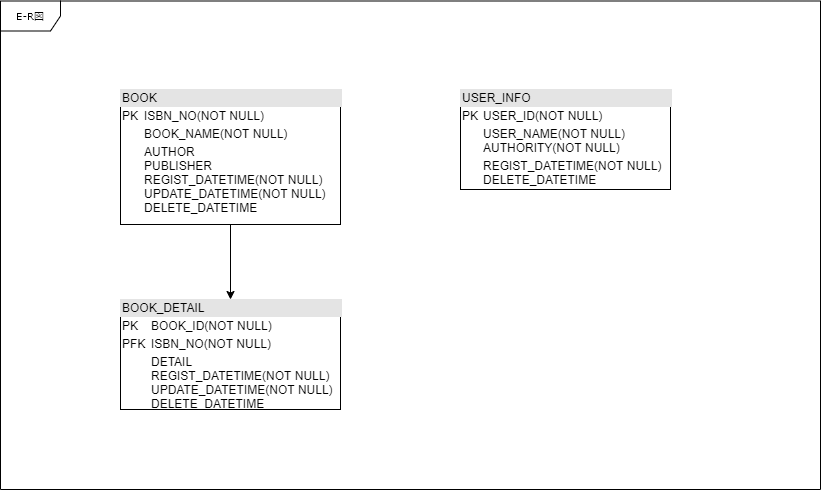 E-R図
BOOK
PK ISBN_NO(NOT NULL)
BOOK_NAME(NOT NULL)
AUTHOR
PUBLISHER
REGIST_DATETIME(NOT NULL)
UPDATE_DATETIME(NOT NULL)
DELETE_DATETIME
USER_INFO
PK USER_ID(NOT NULL)
USER_NAME(NOT NULL)
AUTHORITY(NOT NULL)
REGIST_DATETIME(NOT NULL)
DELETE_DATETIME
BOOK_DETAIL
PK BOOK_ID(NOT NULL)
PFK ISBN_NO(NOT NULL)
DETAIL
REGIST_DATETIME(NOT NULL)
UPDATE_DATETIME(NOT NULL)
DELETE_DATETIME